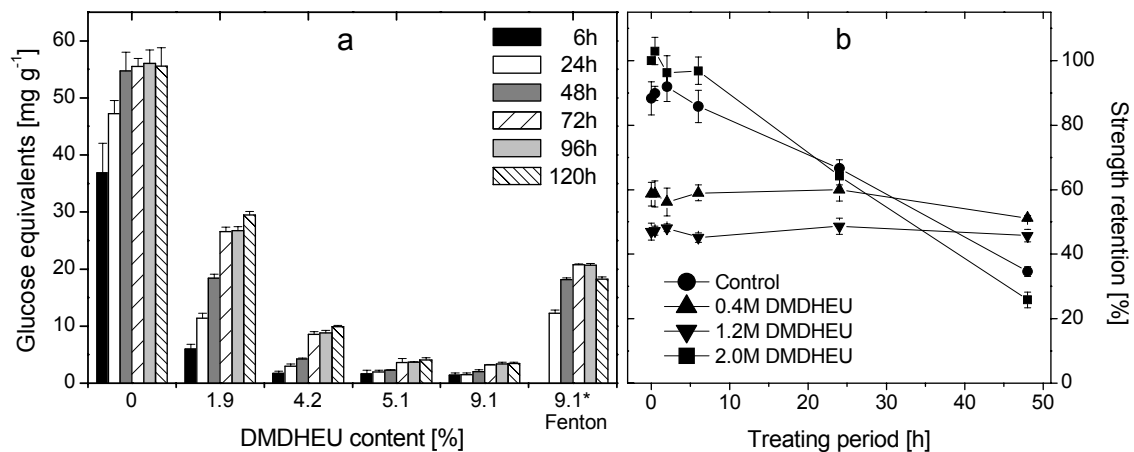 a
6h
24h
48h
72h
96h
120h
60
50
40
30
20
10
0
Glucose equivalents [mg g⁻¹]
0 1.9 4.2 5.1 9.1 9.1*
Fenton
DMDHEU content [%]
b
Control
0.4M DMDHEU
1.2M DMDHEU
2.0M DMDHEU
100
80
60
40
20
0
Strength retention [%]
0 10 20 30 40 50
Treating period [h]